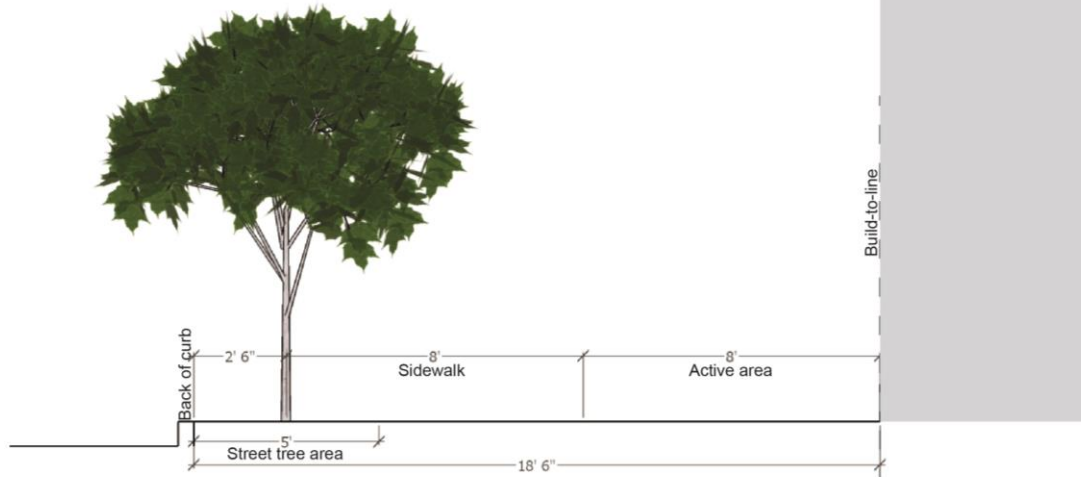 Build-to-line
Back of curb
2' 6"
8'
8'
Sidewalk
Active area
5'
Street tree area
18' 6"